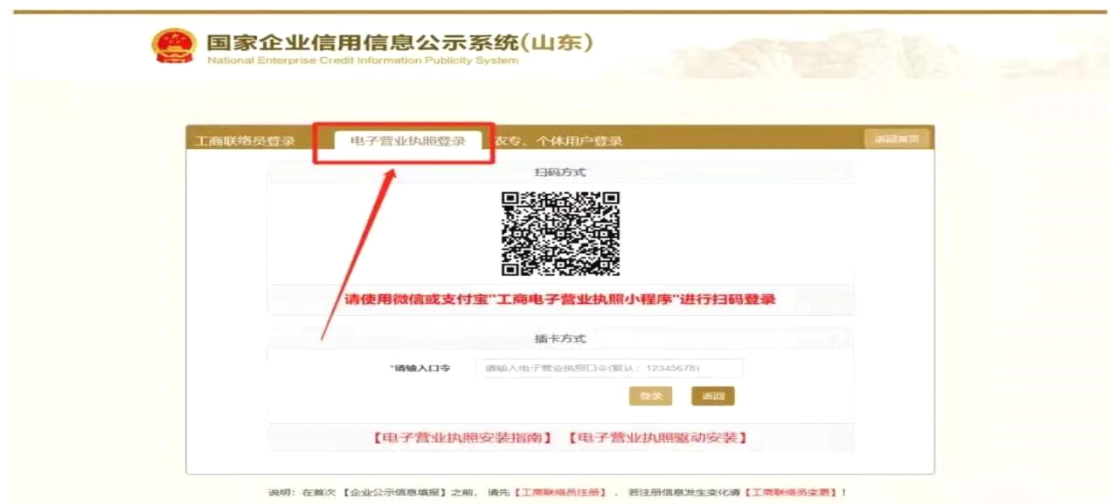 国家企业信用信息公示系统(山东)
National Enterprise Credit Information Publicity System
工商联络员登录 电子营业执照登录 农专、个体用户登录 返回首页
扫码方式
请使用微信或支付宝"工商电子营业执照小程序"进行扫码登录
插卡方式
*请输入口令 请输入电子营业执照口令(默认：12345678)
登录 返回
【电子营业执照安装指南】 【电子营业执照驱动安装】
说明：在首次【企业公示信息填报】之前，请先【工商联络员注册】，若注册信息发生变化请【工商联络员变更】！